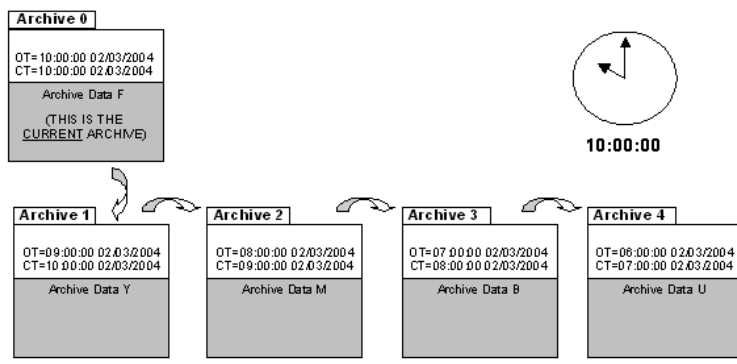 Archive 0
OT=10:00:00 02/03/2004
CT=10:00:00 02/03/2004
Archive Data F
(THIS IS THE
CURRENT ARCHIVE)
10:00:00
Archive 1
OT=09:00:00 02/03/2004
CT=10:00:00 02/03/2004
Archive Data Y
Archive 2
OT=08:00:00 02/03/2004
CT=09:00:00 02/03/2004
Archive Data M
Archive 3
OT=07:00:00 02/03/2004
CT=08:00:00 02/03/2004
Archive Data B
Archive 4
OT=06:00:00 02/03/2004
CT=07:00:00 02/03/2004
Archive Data U